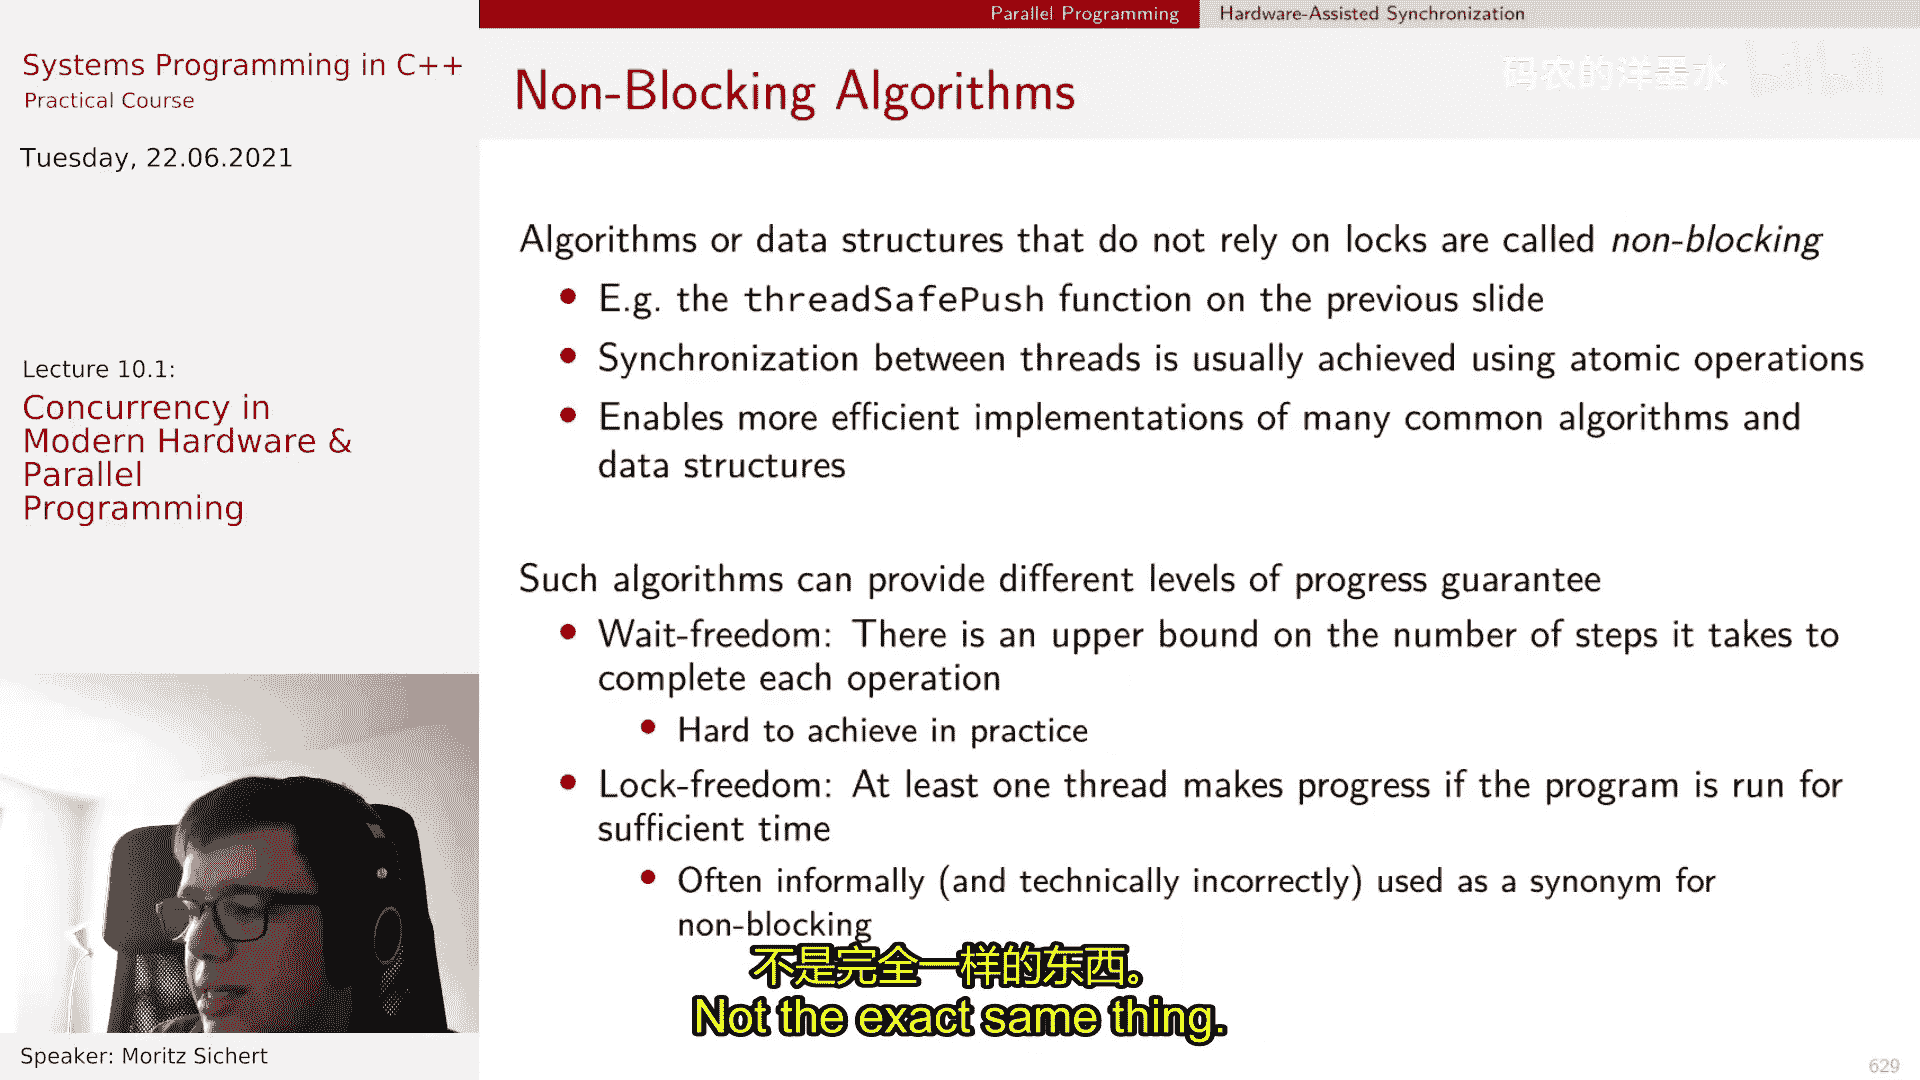 Parallel Programming
Hardware-Assisted Synchronization
Systems Programming in C++
Practical Course
Tuesday, 22.06.2021
Lecture 10.1:
Concurrency in
Modern Hardware &
Parallel
Programming
Non-Blocking Algorithms
码农的洋墨水 bilibili
Algorithms or data structures that do not rely on locks are called non-blocking
• E.g. the threadSafePush function on the previous slide
• Synchronization between threads is usually achieved using atomic operations
• Enables more efficient implementations of many common algorithms and
data structures
Such algorithms can provide different levels of progress guarantee
• Wait-freedom: There is an upper bound on the number of steps it takes to
complete each operation
• Hard to achieve in practice
• Lock-freedom: At least one thread makes progress if the program is run for
sufficient time
• Often informally (and technically incorrectly) used as a synonym for
non-blocking
不是完全一样的东西。
Not the exact same thing.
Speaker: Moritz Sichert
629